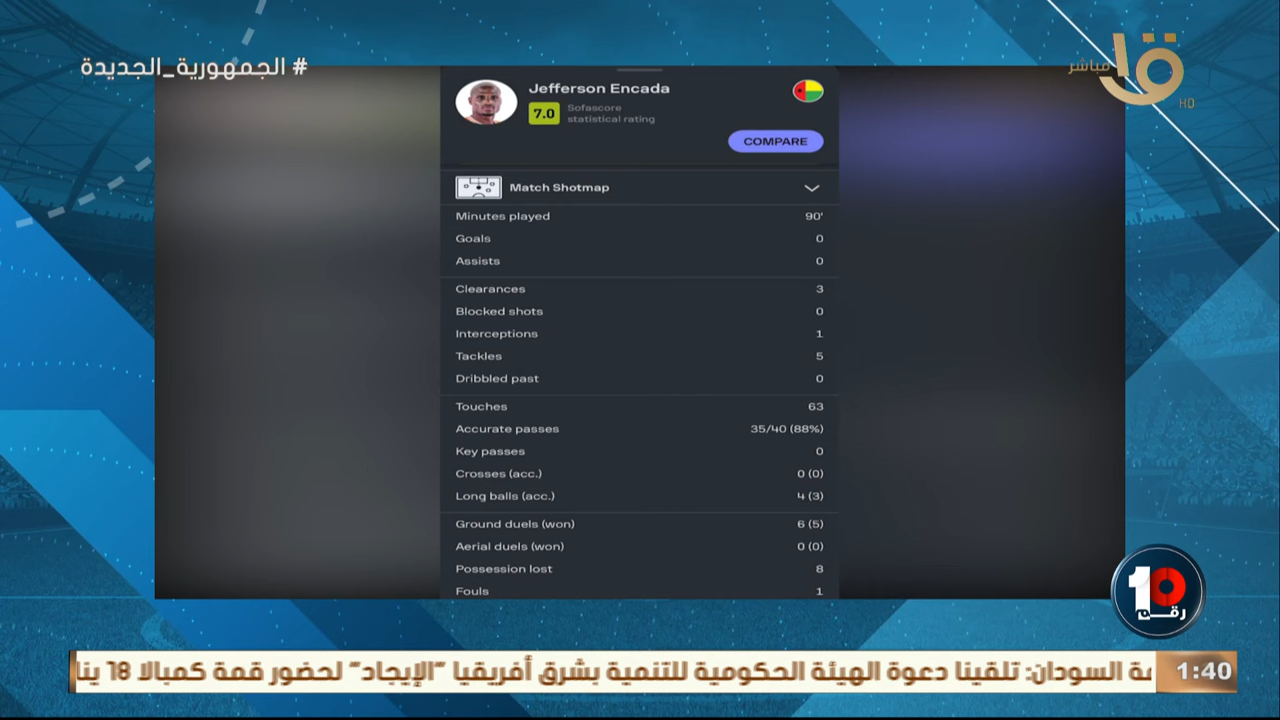 # الجمهورية_الجديدة
مباشر
HD
Jefferson Encada
7.0
Sofascore
statistical rating
COMPARE
Match Shotmap
Minutes played 90'
Goals 0
Assists 0
Clearances 3
Blocked shots 0
Interceptions 1
Tackles 5
Dribbled past 0
Touches 63
Accurate passes 35/40 (88%)
Key passes 0
Crosses (acc.) 0 (0)
Long balls (acc.) 4 (3)
Ground duels (won) 6 (5)
Aerial duels (won) 0 (0)
Possession lost 8
Fouls 1
رقم 10
1:40
السودان: تلقينا دعوة الهيئة الحكومية للتنمية بشرق أفريقيا "الإيجاد" لحضور قمة كمبالا 18